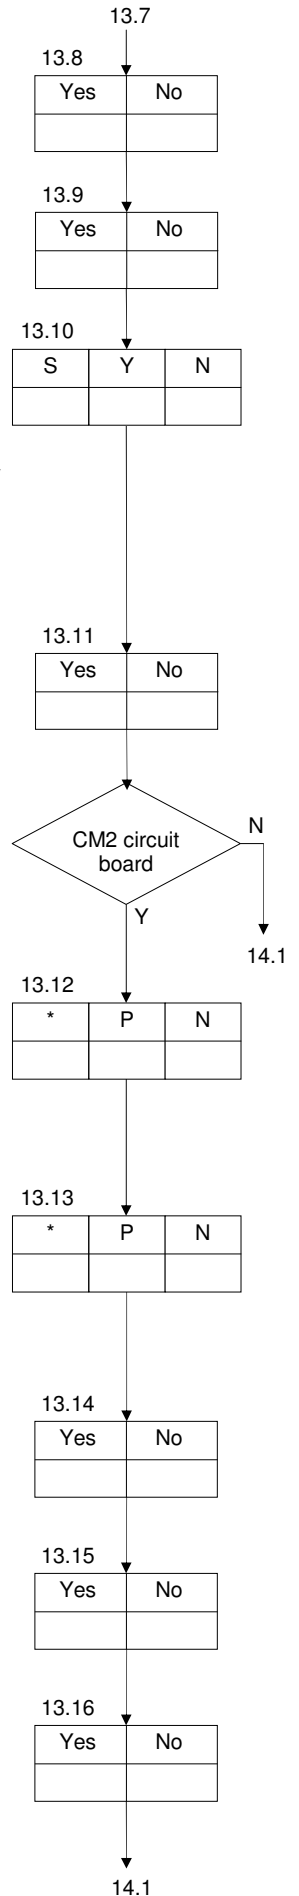 13.7
13.8
Yes No
13.9
Yes No
13.10
S Y N
13.11
Yes No
CM2 circuit
board
N
Y
14.1
13.12
* P N
13.13
* P N
13.14
Yes No
13.15
Yes No
13.16
Yes No
14.1